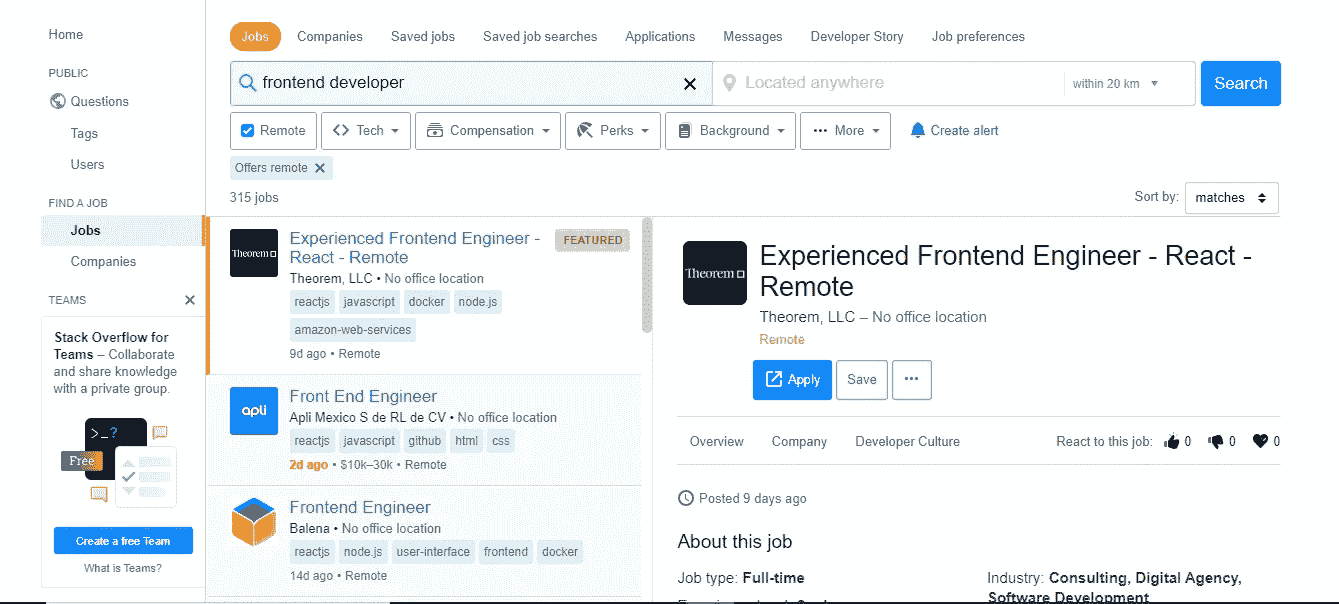 Home
PUBLIC
Questions
Tags
Users
FIND A JOB
Jobs
Companies
TEAMS
Stack Overflow for
Teams – Collaborate
and share knowledge
with a private group.
>_?
Free
Create a free Team
What is Teams?
Jobs Companies Saved jobs Saved job searches Applications Messages Developer Story Job preferences
frontend developer Located anywhere within 20 km Search
Remote <> Tech Compensation Perks Background ••• More Create alert
Offers remote
315 jobs Sort by: matches
Theorem
Experienced Frontend Engineer - FEATURED
React - Remote
Theorem, LLC • No office location
reactjs javascript docker node.js
amazon-web-services
9d ago • Remote
apli
Front End Engineer
Apli Mexico S de RL de CV • No office location
reactjs javascript github html css
2d ago • $10k–30k • Remote
Frontend Engineer
Balena • No office location
reactjs node.js user-interface frontend docker
14d ago • Remote
Theorem
Experienced Frontend Engineer - React -
Remote
Theorem, LLC – No office location
Remote
Apply Save •••
Overview Company Developer Culture React to this job: 0 0 0
Posted 9 days ago
About this job
Job type: Full-time
Industry: Consulting, Digital Agency,
Software Development